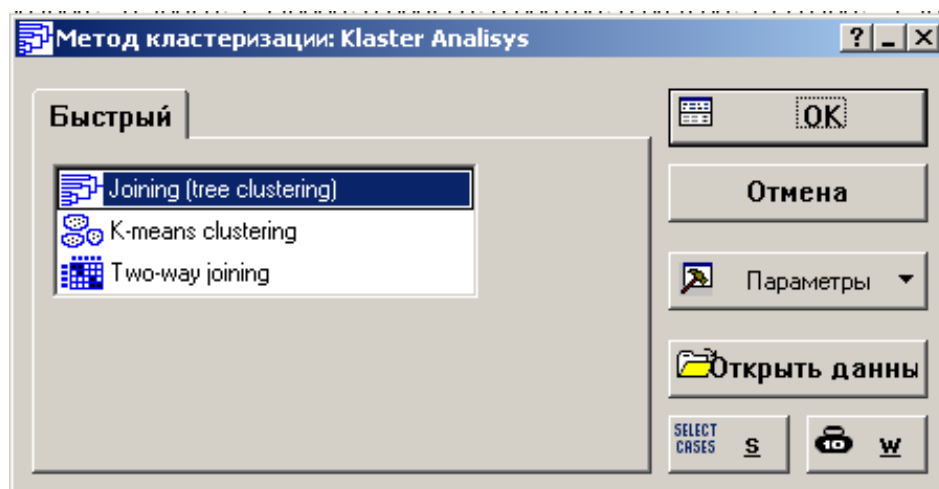 Метод кластеризации: Klaster Analisys
Быстрый
Joining (tree clustering)
K-means clustering
Two-way joining
OK
Отмена
Параметры
Открыть данны
SELECT
CASES
S
10
W